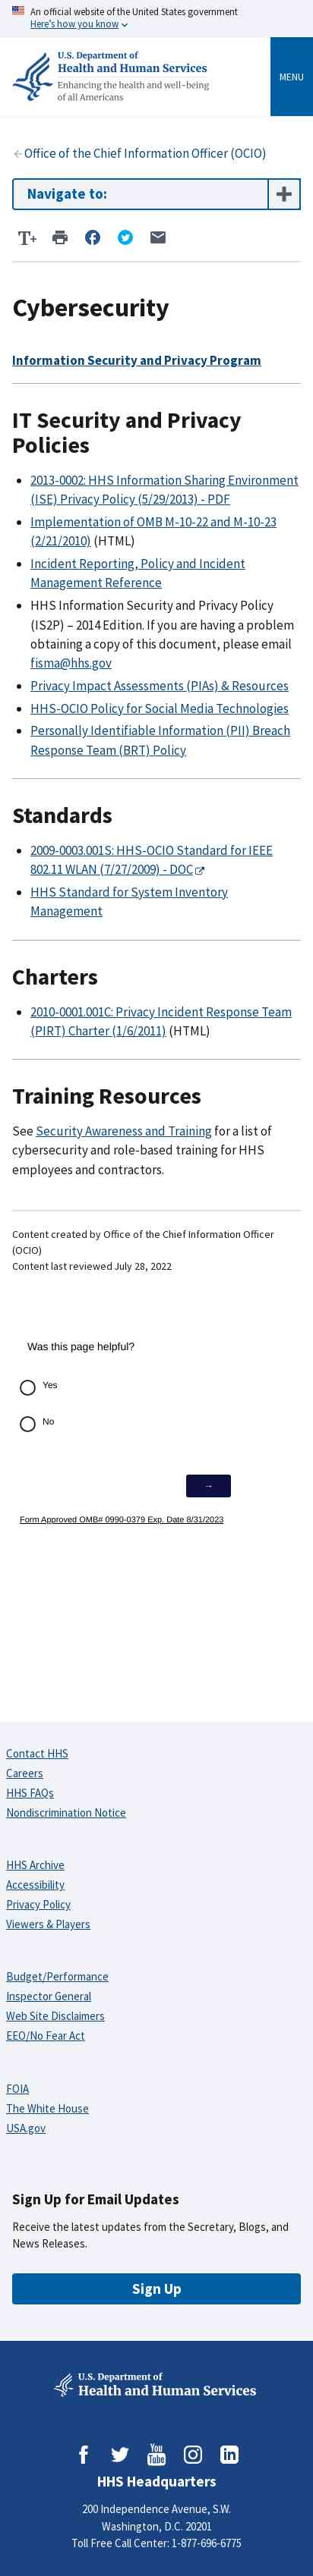 An official website of the United States government
Here's how you know
U.S. Department of
Health and Human Services
Enhancing the health and well-being
of all Americans
MENU
Office of the Chief Information Officer (OCIO)
Navigate to:
T+
Cybersecurity
Information Security and Privacy Program
IT Security and Privacy
Policies
2013-0002: HHS Information Sharing Environment
(ISE) Privacy Policy (5/29/2013) - PDF
Implementation of OMB M-10-22 and M-10-23
(2/21/2010) (HTML)
Incident Reporting, Policy and Incident
Management Reference
HHS Information Security and Privacy Policy
(IS2P) – 2014 Edition. If you are having a problem
obtaining a copy of this document, please email
fisma@hhs.gov
Privacy Impact Assessments (PIAs) & Resources
HHS-OCIO Policy for Social Media Technologies
Personally Identifiable Information (PII) Breach
Response Team (BRT) Policy
Standards
2009-0003.001S: HHS-OCIO Standard for IEEE
802.11 WLAN (7/27/2009) - DOC
HHS Standard for System Inventory
Management
Charters
2010-0001.001C: Privacy Incident Response Team
(PIRT) Charter (1/6/2011) (HTML)
Training Resources
See Security Awareness and Training for a list of
cybersecurity and role-based training for HHS
employees and contractors.
Content created by Office of the Chief Information Officer
(OCIO)
Content last reviewed July 28, 2022
Was this page helpful?
Yes
No
→
Form Approved OMB# 0990-0379 Exp. Date 8/31/2023
Contact HHS
Careers
HHS FAQs
Nondiscrimination Notice
HHS Archive
Accessibility
Privacy Policy
Viewers & Players
Budget/Performance
Inspector General
Web Site Disclaimers
EEO/No Fear Act
FOIA
The White House
USA.gov
Sign Up for Email Updates
Receive the latest updates from the Secretary, Blogs, and
News Releases.
Sign Up
U.S. Department of
Health and Human Services
You Tube
HHS Headquarters
200 Independence Avenue, S.W.
Washington, D.C. 20201
Toll Free Call Center: 1-877-696-6775